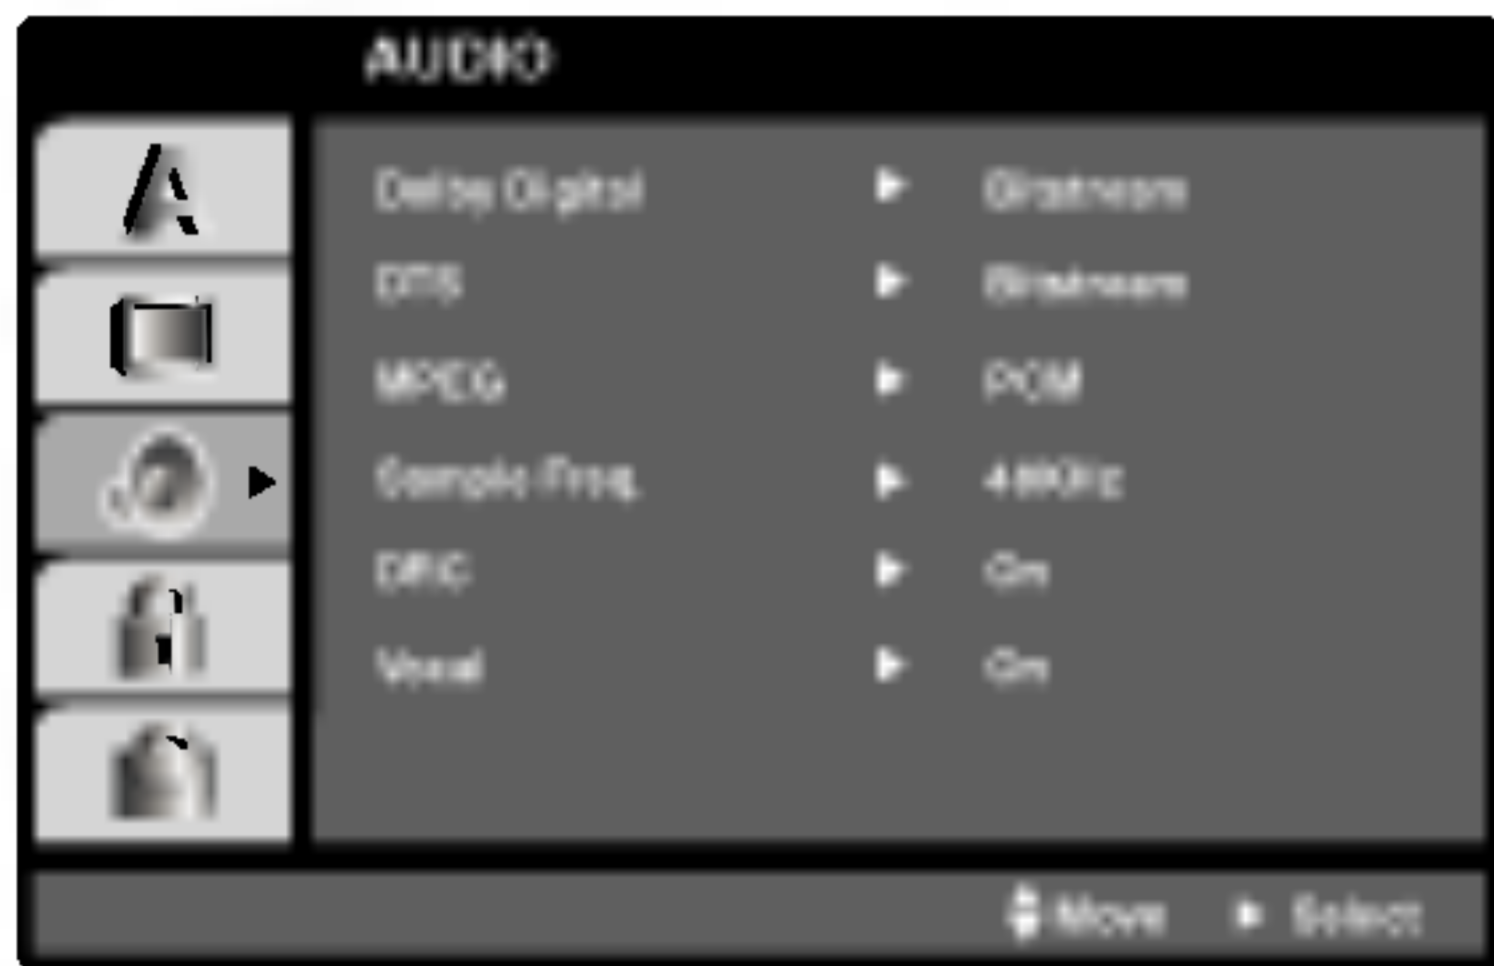 AUDIO
A
Dolby Digital Bitstream
DTS Bitstream
MPEG PCM
Sample Freq. 48KHz
DRC On
Vocal On
Move Select